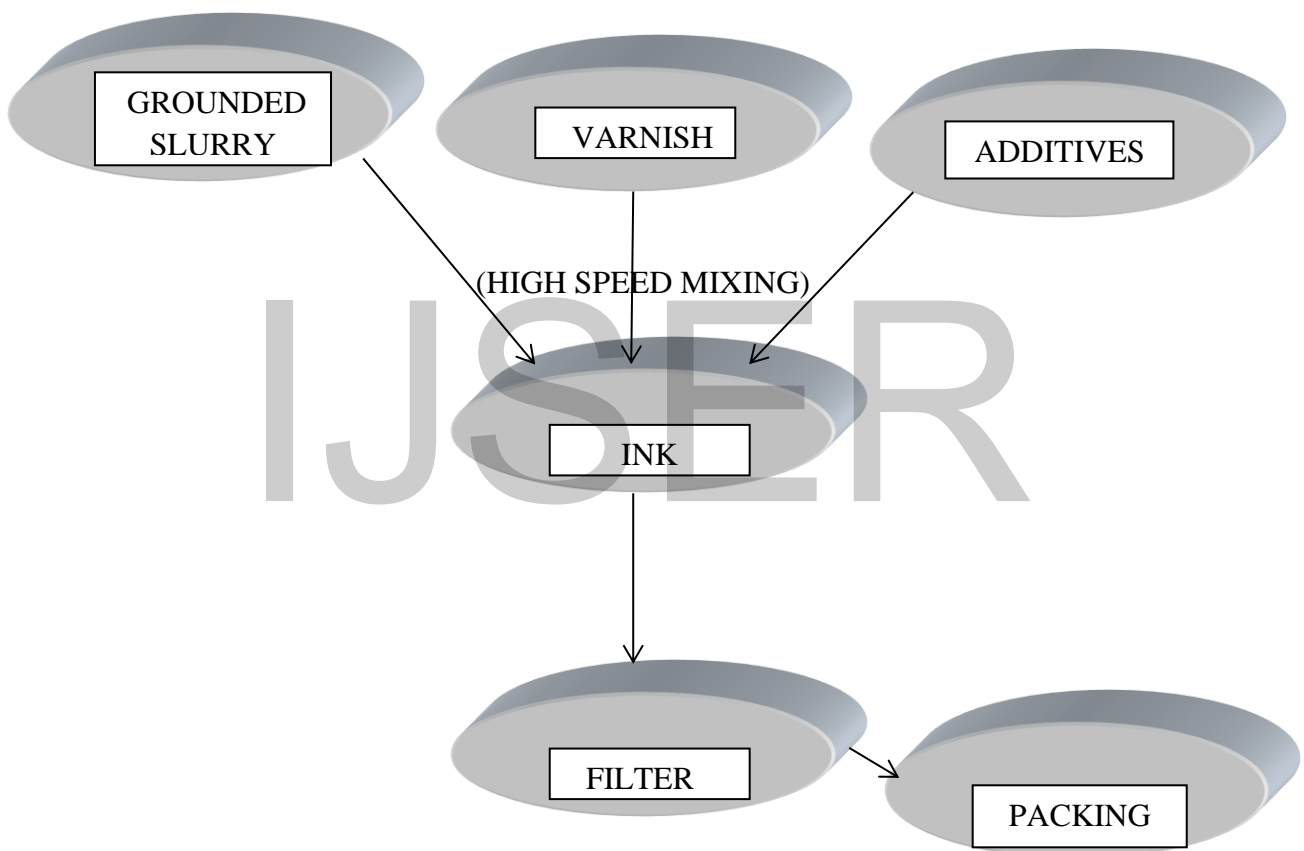 GROUNDED
SLURRY
VARNISH
ADDITIVES
(HIGH SPEED MIXING)
IJSER
INK
FILTER
PACKING